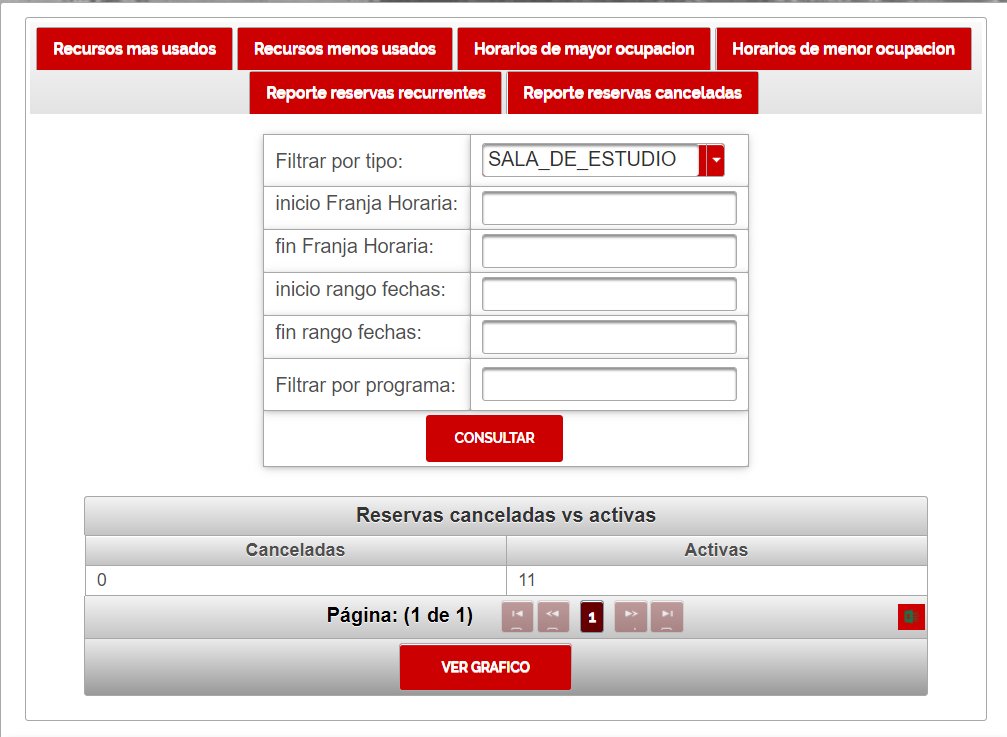 Recursos mas usados Recursos menos usados Horarios de mayor ocupacion Horarios de menor ocupacion
Reporte reservas recurrentes Reporte reservas canceladas
Filtrar por tipo: SALA_DE_ESTUDIO
inicio Franja Horaria:
fin Franja Horaria:
inicio rango fechas:
fin rango fechas:
Filtrar por programa:
CONSULTAR
Reservas canceladas vs activas
Canceladas Activas
0 11
Página: (1 de 1) 1
VER GRAFICO